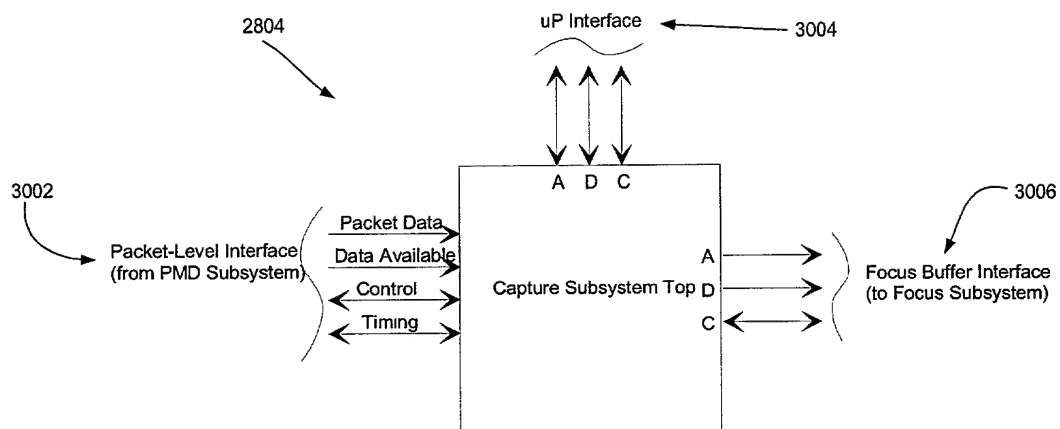 uP Interface
3004
2804
A D C
3002
3006
Packet Data
Packet-Level Interface
(from PMD Subsystem)
Data Available
Control
Timing
Capture Subsystem Top
A
D
C
Focus Buffer Interface
(to Focus Subsystem)